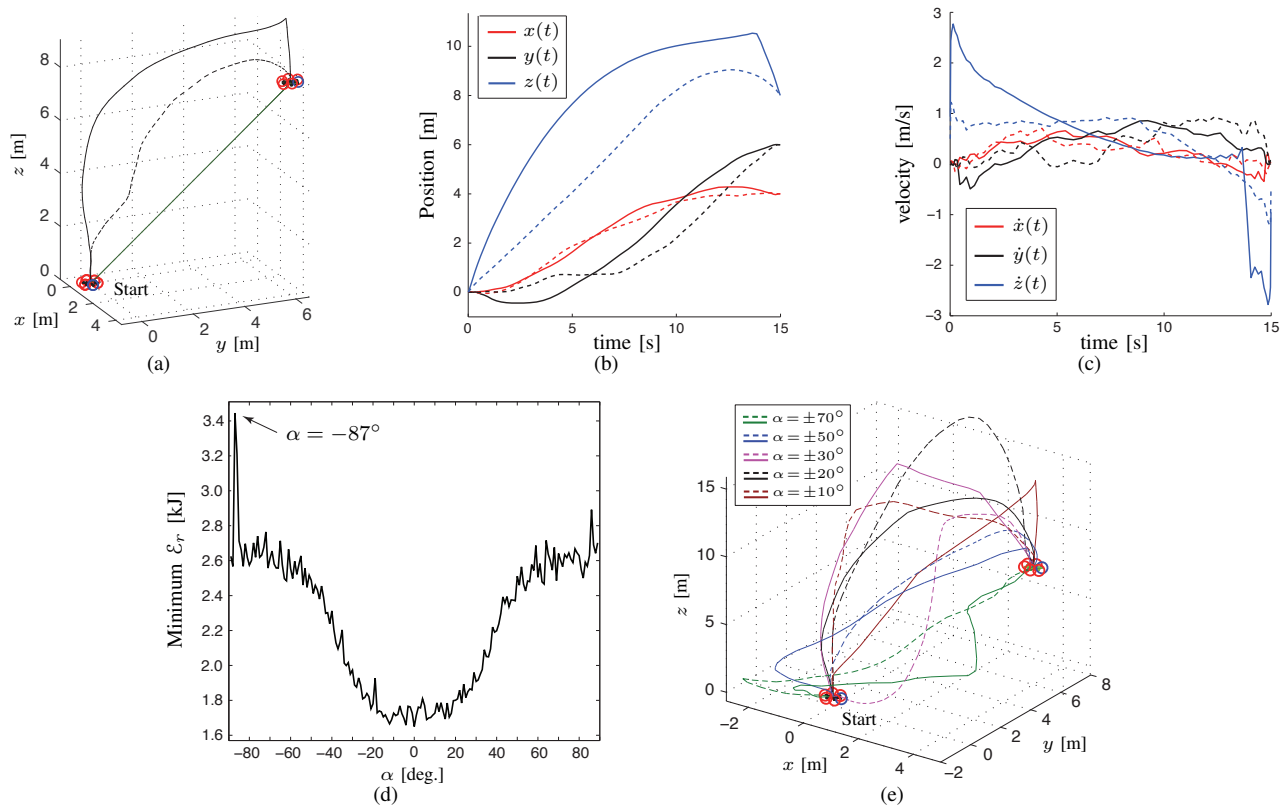 8
6
4
2
0
z [m]
0
2
4
x [m]
0
2
4
6
y [m]
Start
(a)
x(t)
y(t)
z(t)
10
8
6
4
2
0
Position [m]
0
5
10
15
time [s]
(b)
3
2
1
0
−1
−2
−3
velocity [m/s]
ẋ(t)
ẏ(t)
ż(t)
0
5
10
15
time [s]
(c)
3.4
3.2
3.0
2.8
2.6
2.4
2.2
2.0
1.8
1.6
Minimum ℰr [kJ]
α = −87°
−80
−60
−40
−20
0
20
40
60
80
α [deg.]
(d)
α = ±70°
α = ±50°
α = ±30°
α = ±20°
α = ±10°
15
10
5
0
z [m]
−2
0
2
4
x [m]
−2
0
2
4
6
8
y [m]
Start
(e)